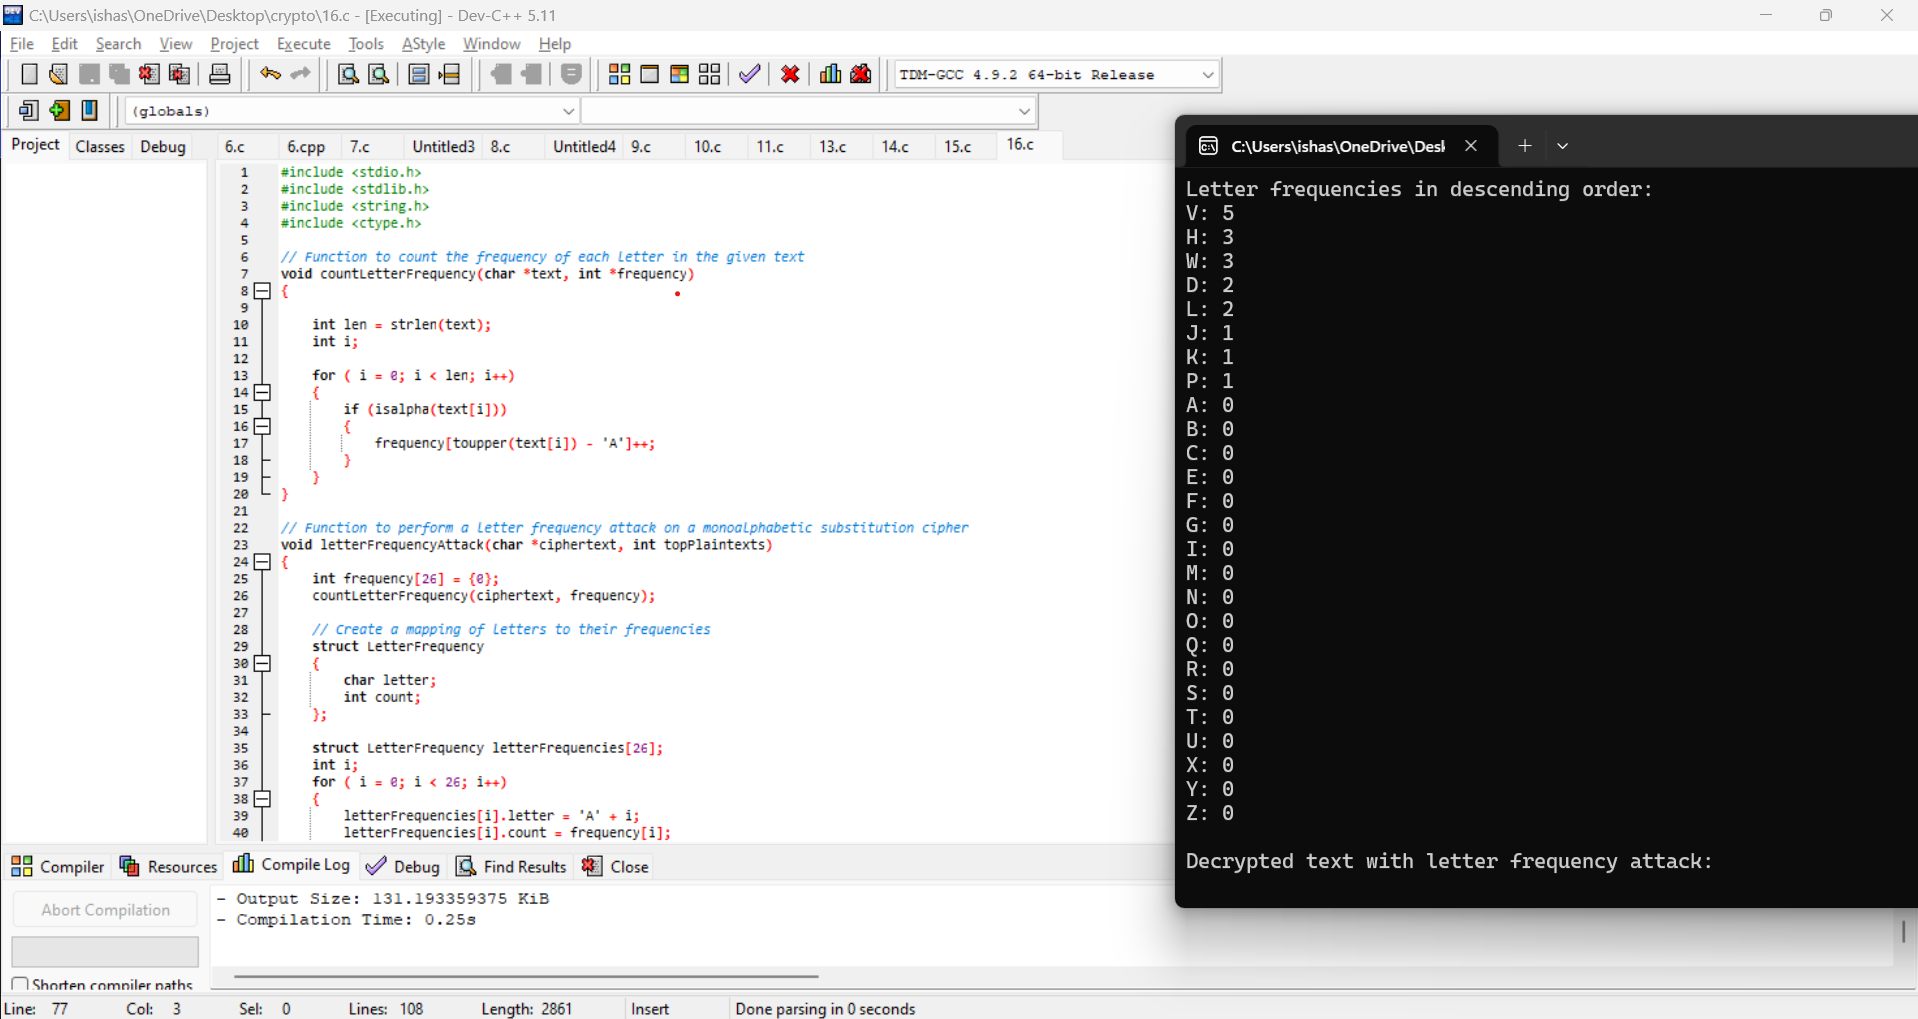 C:\Users\ishas\OneDrive\Desktop\crypto\16.c - [Executing] - Dev-C++ 5.11
File Edit Search View Project Execute Tools AStyle Window Help
TDM-GCC 4.9.2 64-bit Release
(globals)
Project Classes Debug
6.c 6.cpp 7.c Untitled3 8.c Untitled4 9.c 10.c 11.c 13.c 14.c 15.c 16.c
1 #include <stdio.h>
2 #include <stdlib.h>
3 #include <string.h>
4 #include <ctype.h>
5
6 // Function to count the frequency of each letter in the given text
7 void countLetterFrequency(char *text, int *frequency)
8 {
9
10 int len = strlen(text);
11 int i;
12
13 for ( i = 0; i < len; i++)
14 {
15 if (isalpha(text[i]))
16 {
17 frequency[toupper(text[i]) - 'A']++;
18 }
19 }
20 }
21
22 // Function to perform a letter frequency attack on a monoalphabetic substitution cipher
23 void letterFrequencyAttack(char *ciphertext, int topPlaintexts)
24 {
25 int frequency[26] = {0};
26 countLetterFrequency(ciphertext, frequency);
27
28 // Create a mapping of letters to their frequencies
29 struct LetterFrequency
30 {
31 char letter;
32 int count;
33 };
34
35 struct LetterFrequency letterFrequencies[26];
36 int i;
37 for ( i = 0; i < 26; i++)
38 {
39 letterFrequencies[i].letter = 'A' + i;
40 letterFrequencies[i].count = frequency[i];
C:\Users\ishas\OneDrive\Desl
Letter frequencies in descending order:
V: 5
H: 3
W: 3
D: 2
L: 2
J: 1
K: 1
P: 1
A: 0
B: 0
C: 0
E: 0
F: 0
G: 0
I: 0
M: 0
N: 0
O: 0
Q: 0
R: 0
S: 0
T: 0
U: 0
X: 0
Y: 0
Z: 0
Decrypted text with letter frequency attack:
Compiler Resources Compile Log Debug Find Results Close
Abort Compilation
Shorten compiler paths
- Output Size: 131.193359375 KiB
- Compilation Time: 0.25s
Line: 77 Col: 3 Sel: 0 Lines: 108 Length: 2861 Insert Done parsing in 0 seconds